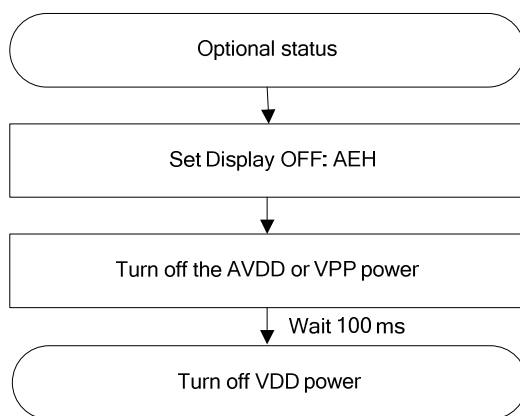 Optional status
Set Display OFF: AEH
Turn off the AVDD or VPP power
Wait 100 ms
Turn off VDD power